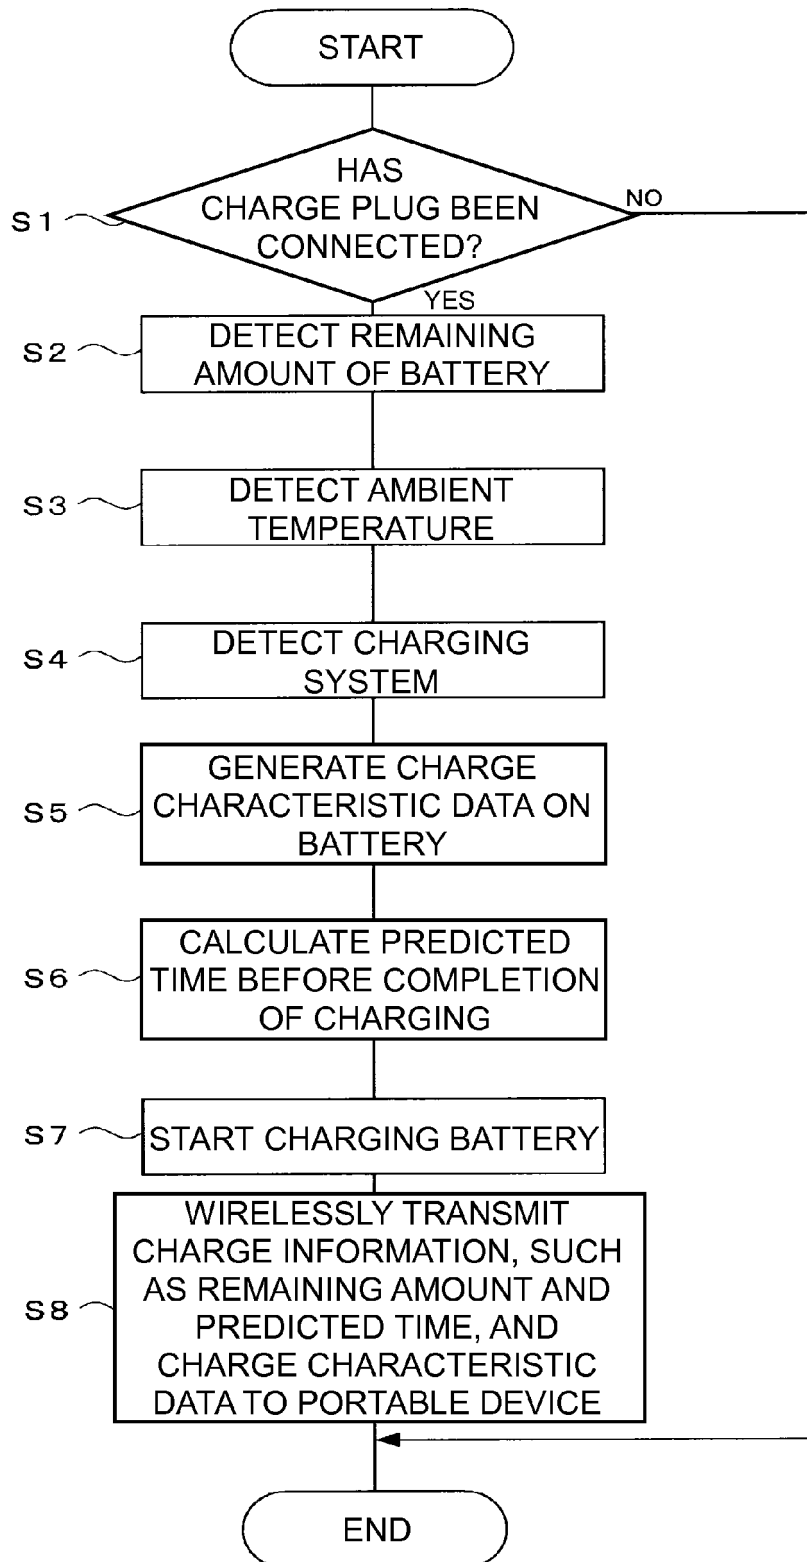 START
HAS
CHARGE PLUG BEEN
CONNECTED?
S1
NO
YES
S2
DETECT REMAINING
AMOUNT OF BATTERY
S3
DETECT AMBIENT
TEMPERATURE
S4
DETECT CHARGING
SYSTEM
S5
GENERATE CHARGE
CHARACTERISTIC DATA ON
BATTERY
S6
CALCULATE PREDICTED
TIME BEFORE COMPLETION
OF CHARGING
S7
START CHARGING BATTERY
S8
WIRELESSLY TRANSMIT
CHARGE INFORMATION, SUCH
AS REMAINING AMOUNT AND
PREDICTED TIME, AND
CHARGE CHARACTERISTIC
DATA TO PORTABLE DEVICE
END